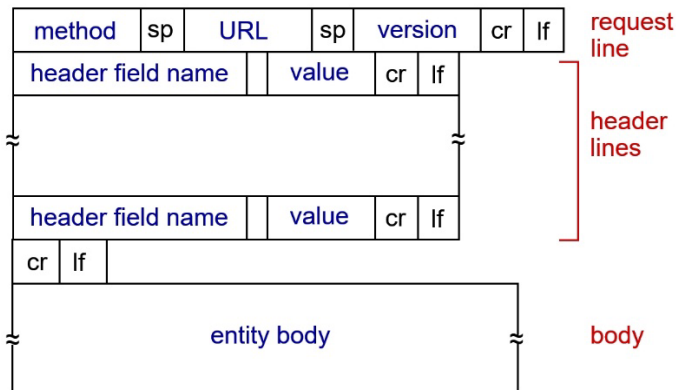 method sp URL sp version cr lf request
line
header field name value cr lf
header
lines
header field name value cr lf
cr lf
entity body body